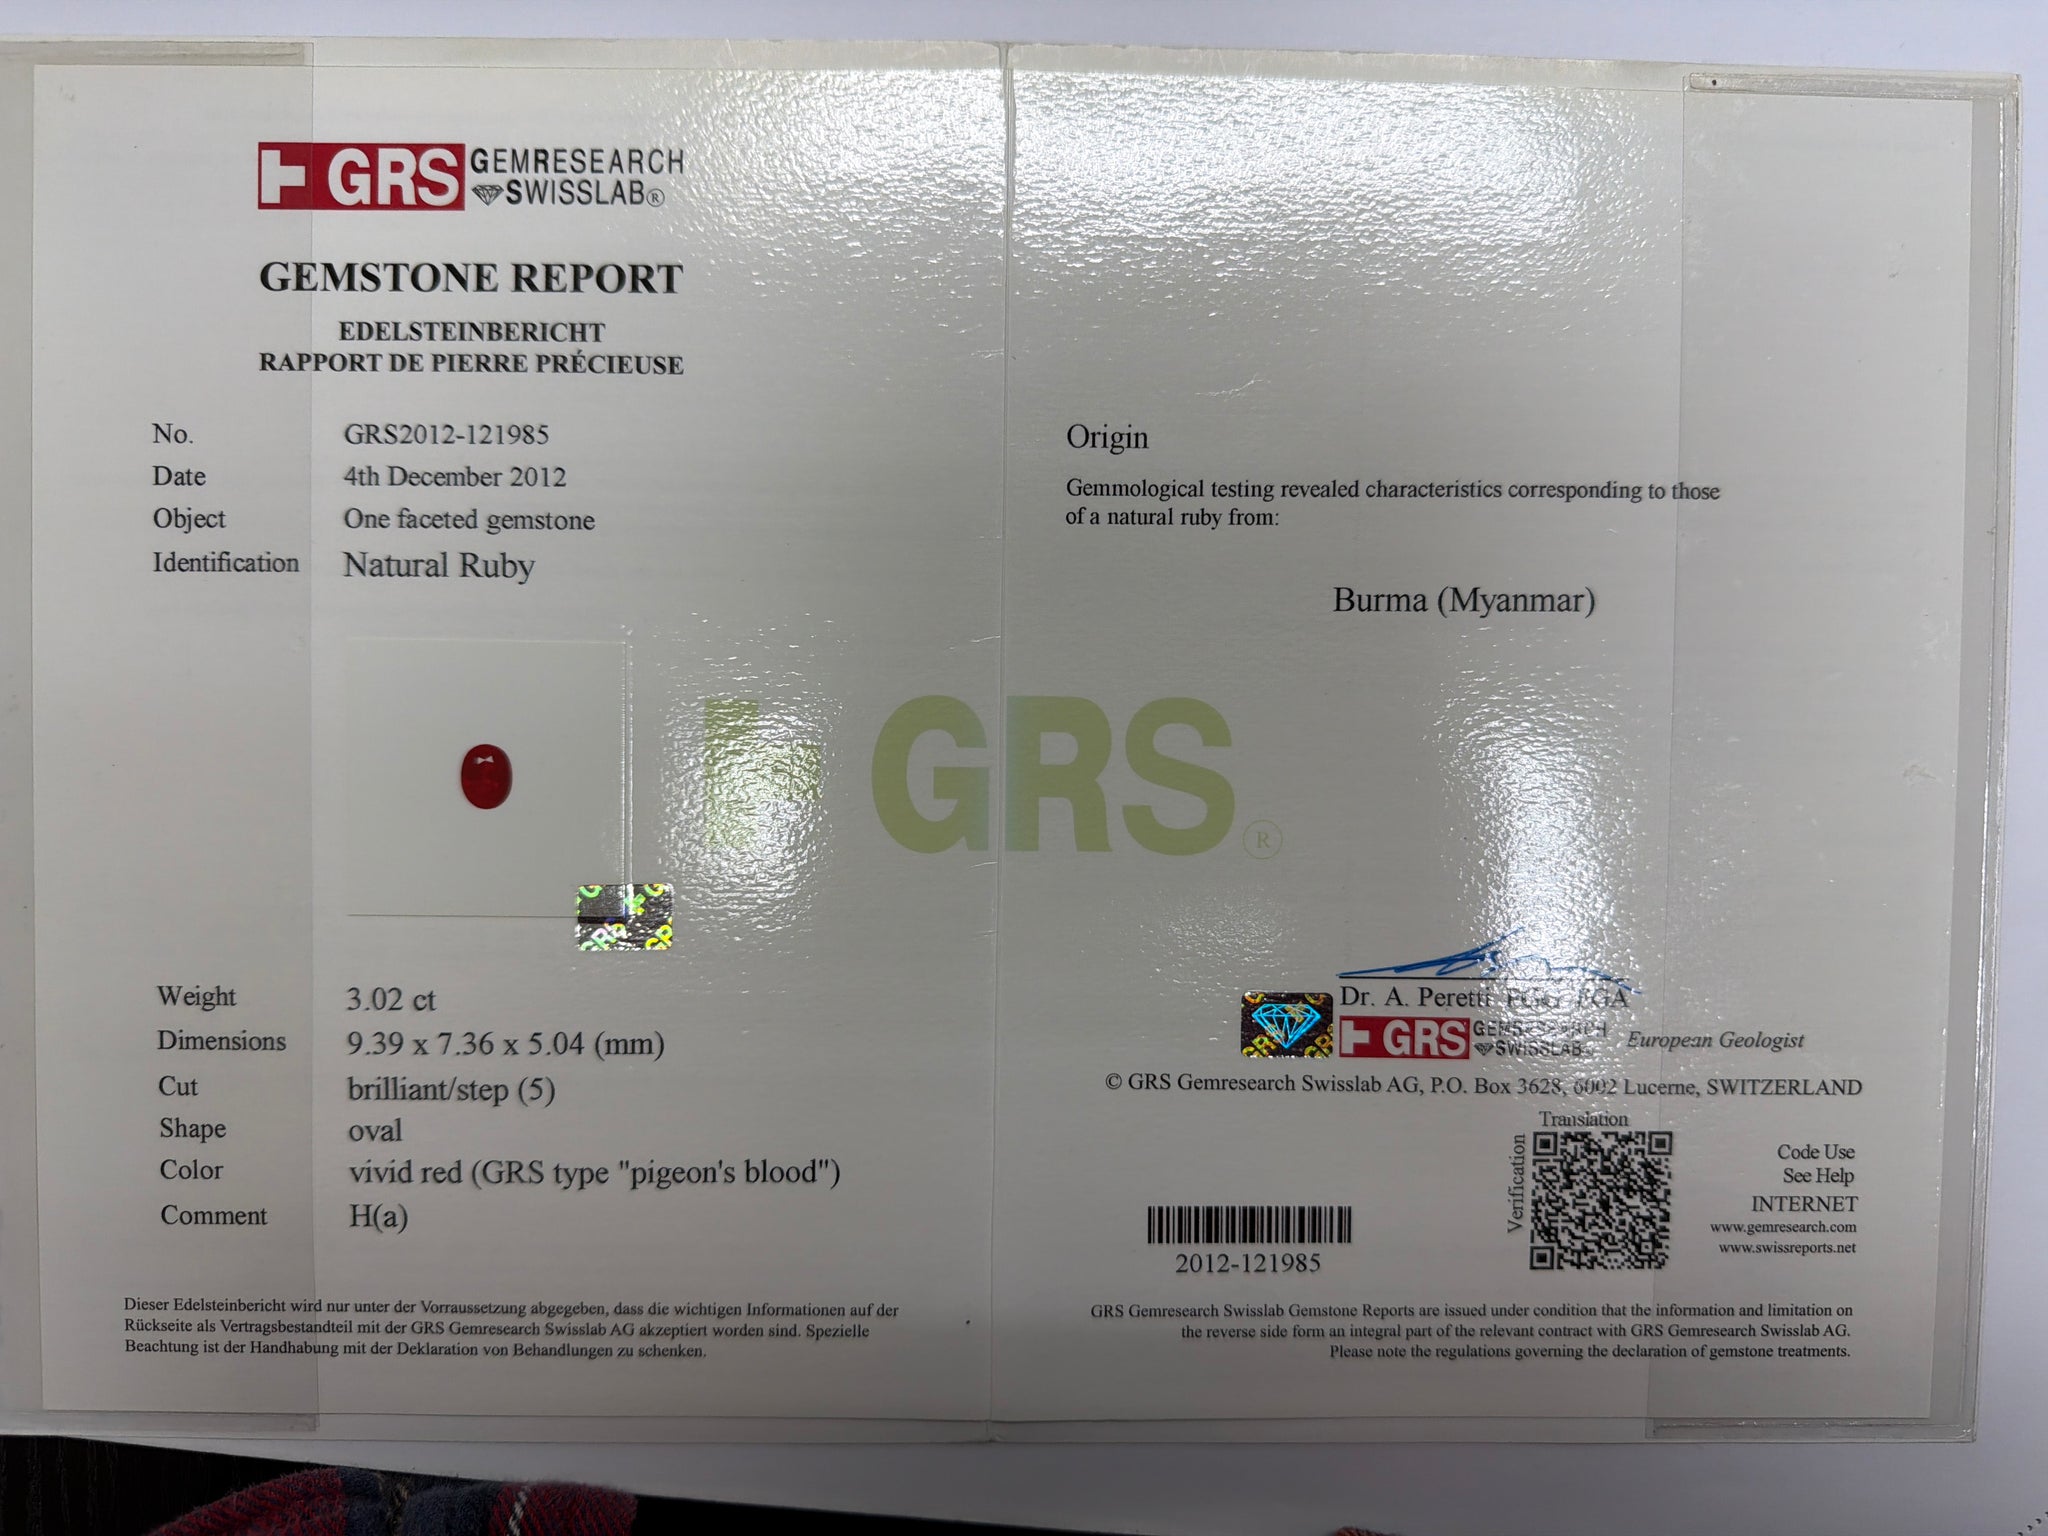 GRS GEMRESEARCH
SWISSLAB®
GEMSTONE REPORT
EDELSTEINBERICHT
RAPPORT DE PIERRE PRÉCIEUSE
No. GRS2012-121985
Date 4th December 2012
Object One faceted gemstone
Identification Natural Ruby
Weight 3.02 ct
Dimensions 9.39 x 7.36 x 5.04 (mm)
Cut brilliant/step (5)
Shape oval
Color vivid red (GRS type "pigeon's blood")
Comment H(a)
Dieser Edelsteinbericht wird nur unter der Vorraussetzung abgegeben, dass die wichtigen Informationen auf der
Rückseite als Vertragsbestandteil mit der GRS Gemresearch Swisslab AG akzeptiert worden sind. Spezielle
Beachtung ist der Handhabung mit der Deklaration von Behandlungen zu schenken.
GRS®
Origin
Gemmological testing revealed characteristics corresponding to those
of a natural ruby from:
Burma (Myanmar)
Dr. A. Peretti FGG FGA
GRS GEMRESEARCH
SWISSLAB
European Geologist
© GRS Gemresearch Swisslab AG, P.O. Box 3628, 6002 Lucerne, SWITZERLAND
Translation
Verification
Code Use
See Help
INTERNET
www.gemresearch.com
www.swissreports.net
2012-121985
GRS Gemresearch Swisslab Gemstone Reports are issued under condition that the information and limitation on
the reverse side form an integral part of the relevant contract with GRS Gemresearch Swisslab AG.
Please note the regulations governing the declaration of gemstone treatments.